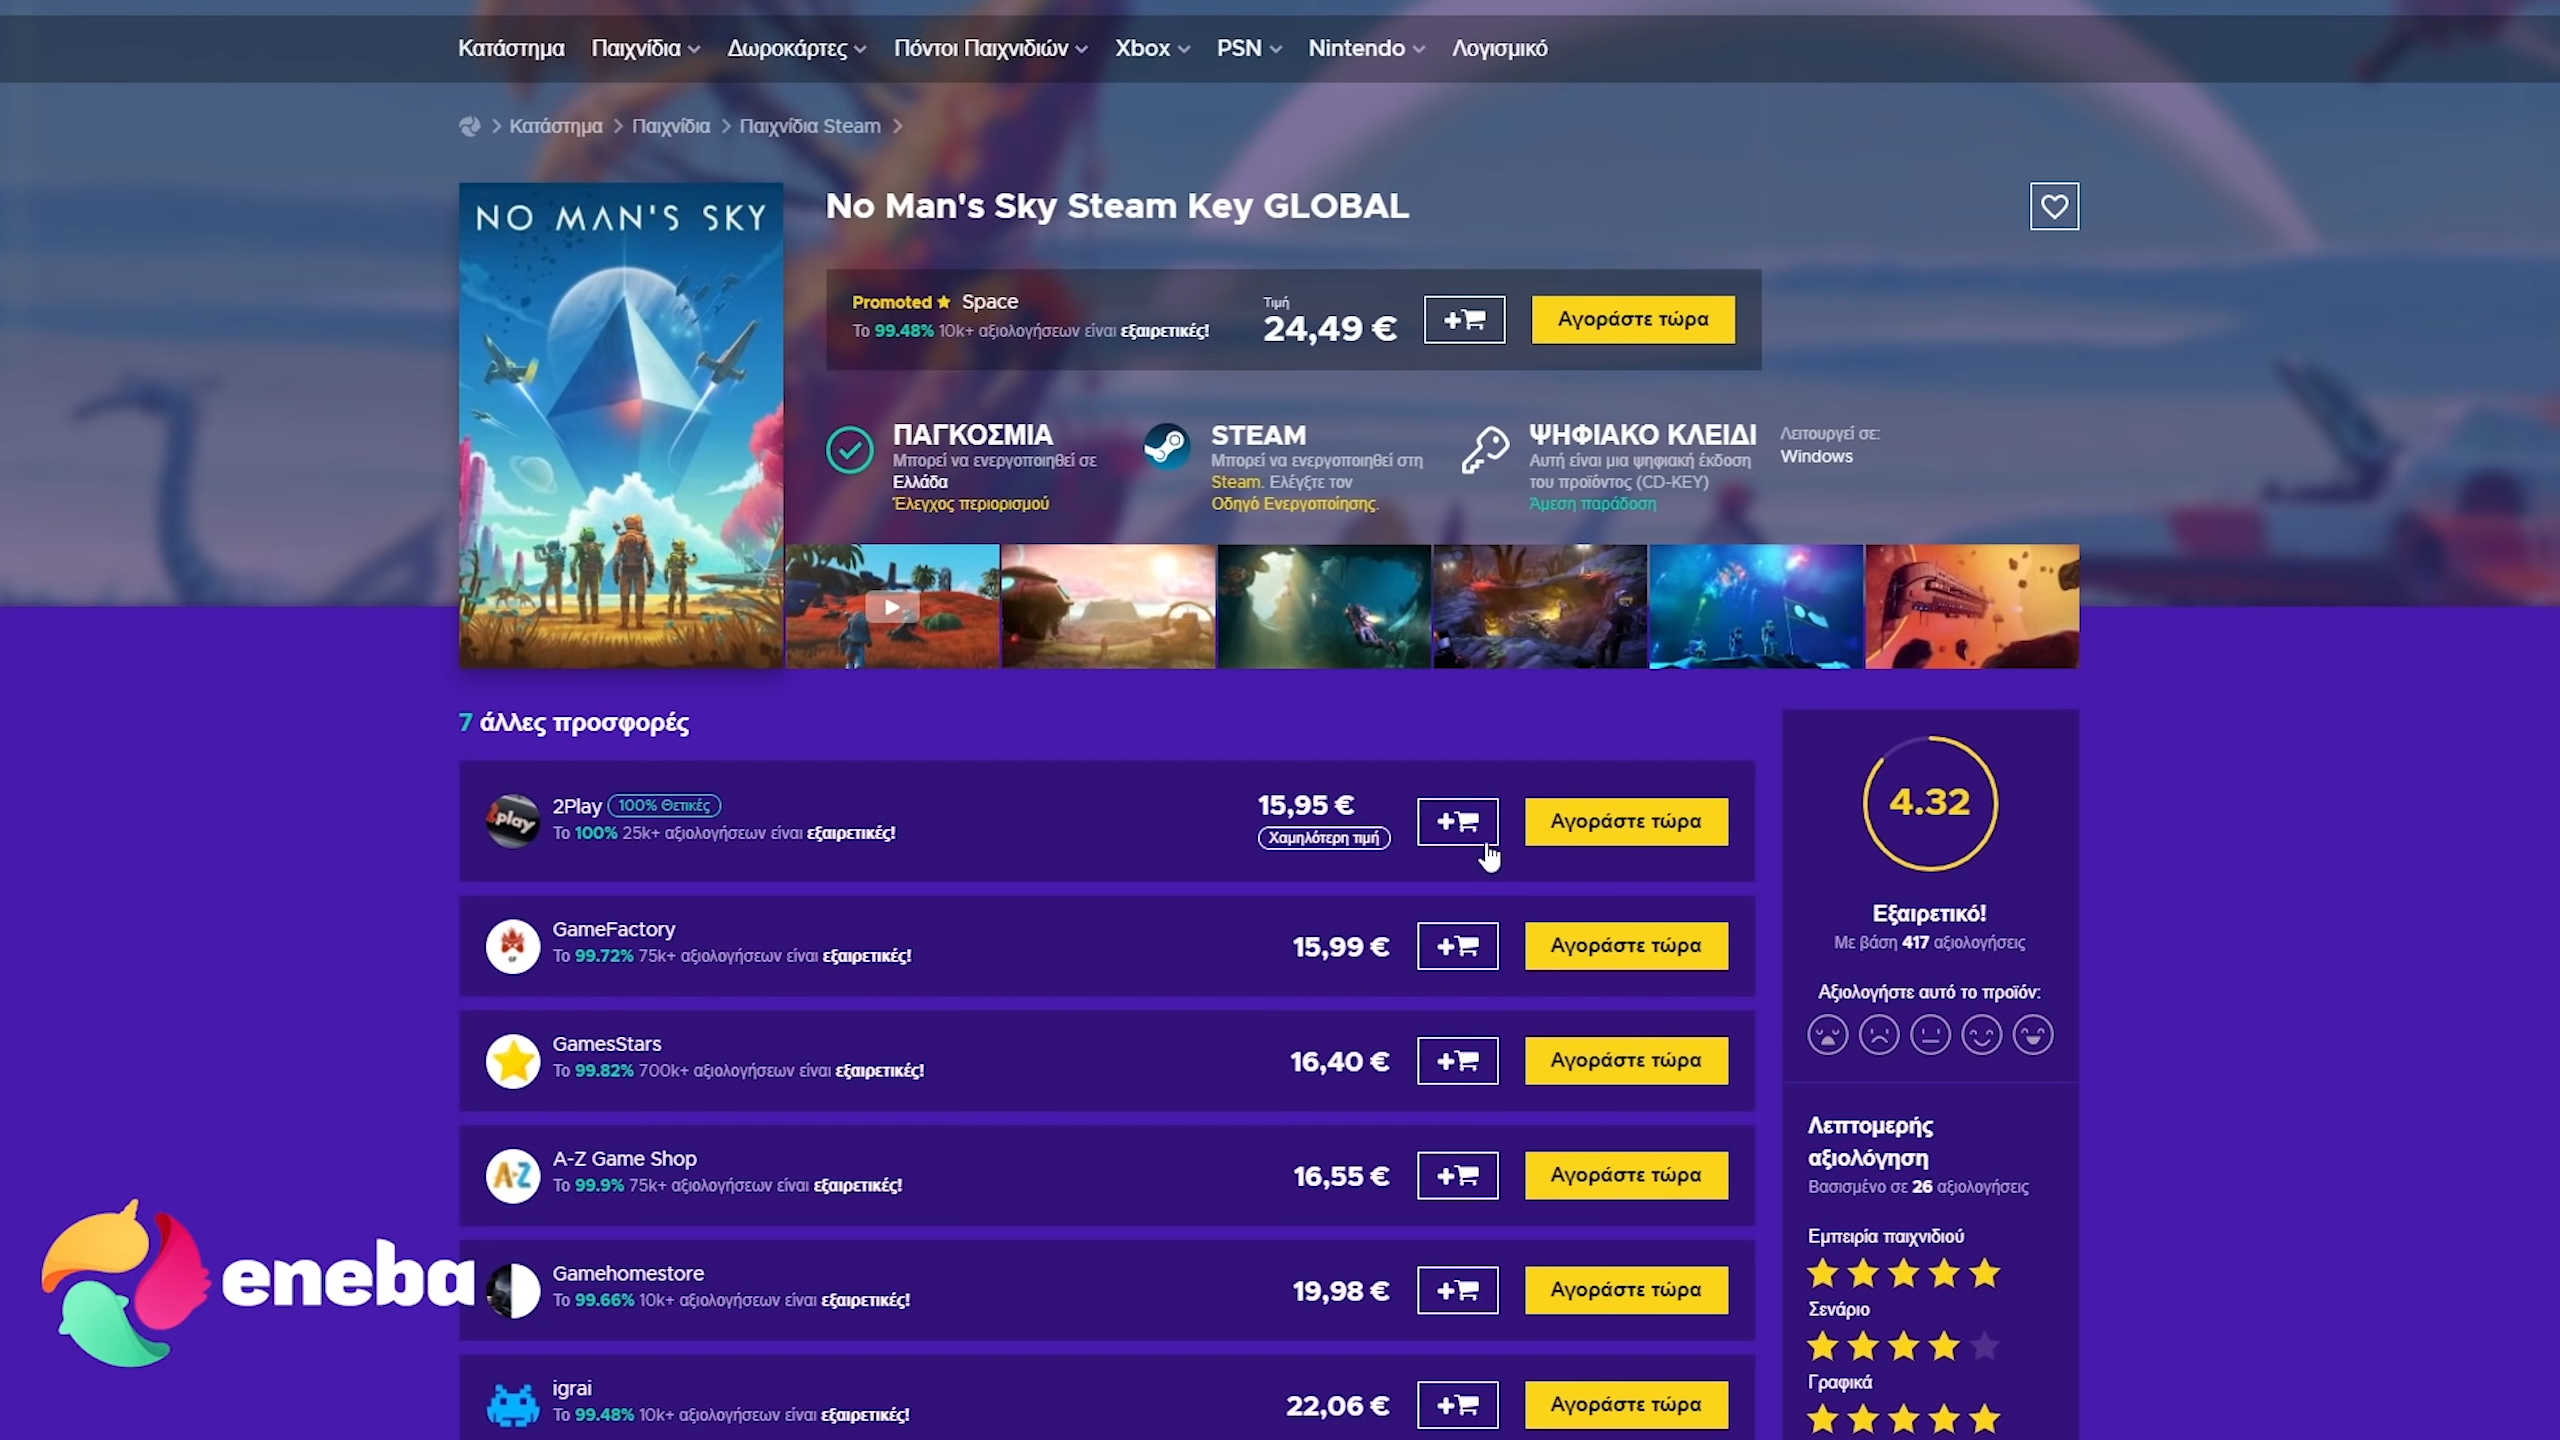 Κατάστημα Παιχνίδια Δωροκάρτες Πόντοι Παιχνιδιών Xbox PSN Nintendo Λογισμικό
Κατάστημα Παιχνίδια Παιχνίδια Steam
NO MAN'S SKY
No Man's Sky Steam Key GLOBAL
Promoted Space
Το 99.48% 10k+ αξιολογήσεων είναι εξαιρετικές!
Τιμή
24,49 €
Αγοράστε τώρα
ΠΑΓΚΟΣΜΙΑ
Μπορεί να ενεργοποιηθεί σε
Ελλάδα
Έλεγχος περιορισμού
STEAM
Μπορεί να ενεργοποιηθεί στη
Steam. Ελέγξτε τον
Οδηγό Ενεργοποίησης.
ΨΗΦΙΑΚΟ ΚΛΕΙΔΙ
Αυτή είναι μια ψηφιακή έκδοση
του προϊόντος (CD-KEY)
Άμεση παράδοση
Λειτουργεί σε:
Windows
7 άλλες προσφορές
2play
2Play 100% Θετικές
Το 100% 25k+ αξιολογήσεων είναι εξαιρετικές!
15,95 €
Χαμηλότερη τιμή
Αγοράστε τώρα
GameFactory
Το 99.72% 75k+ αξιολογήσεων είναι εξαιρετικές!
15,99 €
Αγοράστε τώρα
GamesStars
Το 99.82% 700k+ αξιολογήσεων είναι εξαιρετικές!
16,40 €
Αγοράστε τώρα
A-Z
A-Z Game Shop
Το 99.9% 75k+ αξιολογήσεων είναι εξαιρετικές!
16,55 €
Αγοράστε τώρα
Gamehomestore
Το 99.66% 10k+ αξιολογήσεων είναι εξαιρετικές!
19,98 €
Αγοράστε τώρα
igrai
Το 99.48% 10k+ αξιολογήσεων είναι εξαιρετικές!
22,06 €
Αγοράστε τώρα
4.32
Εξαιρετικό!
Με βάση 417 αξιολογήσεις
Αξιολογήστε αυτό το προϊόν:
Λεπτομερής
αξιολόγηση
Βασισμένο σε 26 αξιολογήσεις
Εμπειρία παιχνιδιού
Σενάριο
Γραφικά
eneba